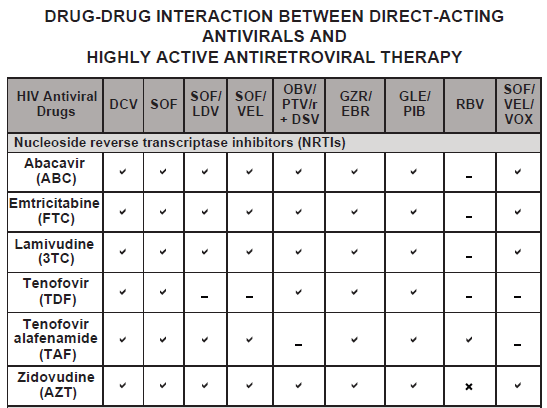 DRUG-DRUG INTERACTION BETWEEN DIRECT-ACTING
ANTIVIRALS AND
HIGHLY ACTIVE ANTIRETROVIRAL THERAPY
HIV Antiviral Drugs DCV SOF SOF/LDV SOF/VEL OBV/PTV/r + DSV GZR/EBR GLE/PIB RBV SOF/VEL/VOX
Nucleoside reverse transcriptase inhibitors (NRTIs)
Abacavir (ABC) ✓ ✓ ✓ ✓ ✓ ✓ ✓ – ✓
Emtricitabine (FTC) ✓ ✓ ✓ ✓ ✓ ✓ ✓ – ✓
Lamivudine (3TC) ✓ ✓ ✓ ✓ ✓ ✓ ✓ – ✓
Tenofovir (TDF) ✓ ✓ – – ✓ ✓ ✓ – –
Tenofovir alafenamide (TAF) ✓ ✓ ✓ ✓ – ✓ ✓ ✓ –
Zidovudine (AZT) ✓ ✓ ✓ ✓ ✓ ✓ ✓ × ✓